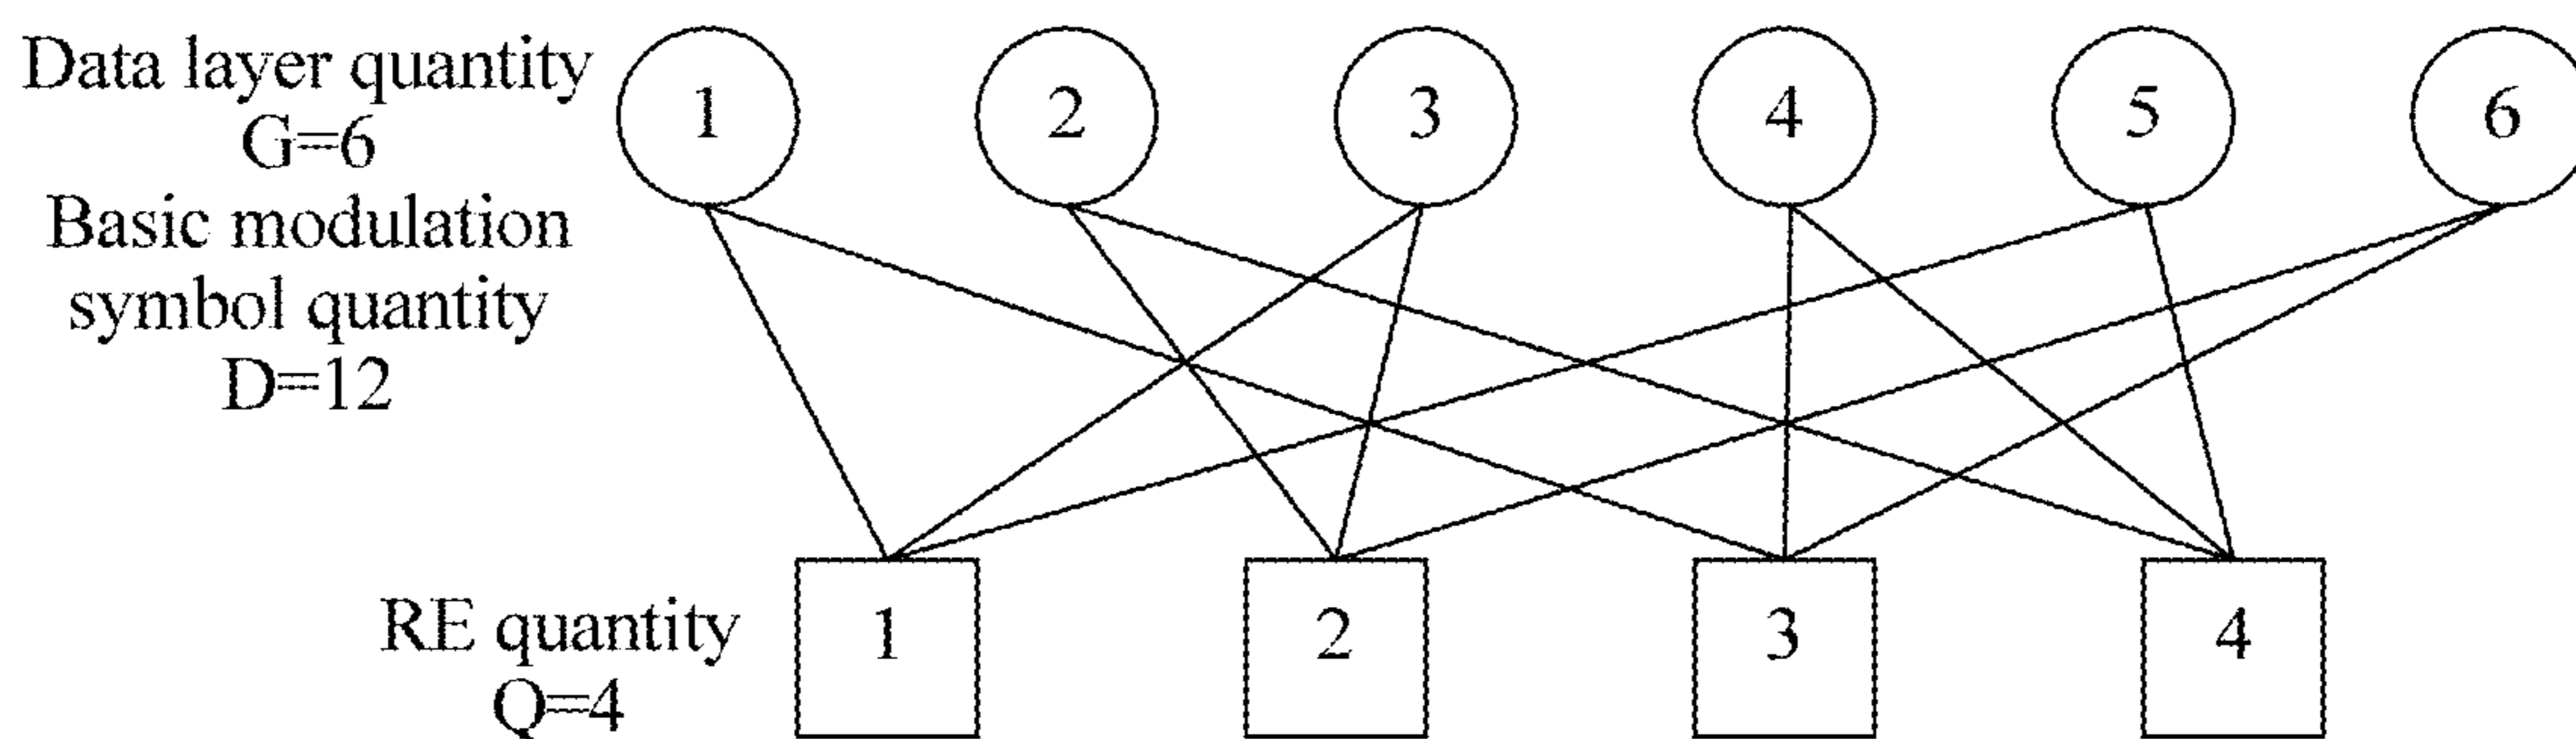 Data layer quantity
G=6
Basic modulation
symbol quantity
D=12
1 2 3 4 5 6
RE quantity
Q=4
1 2 3 4